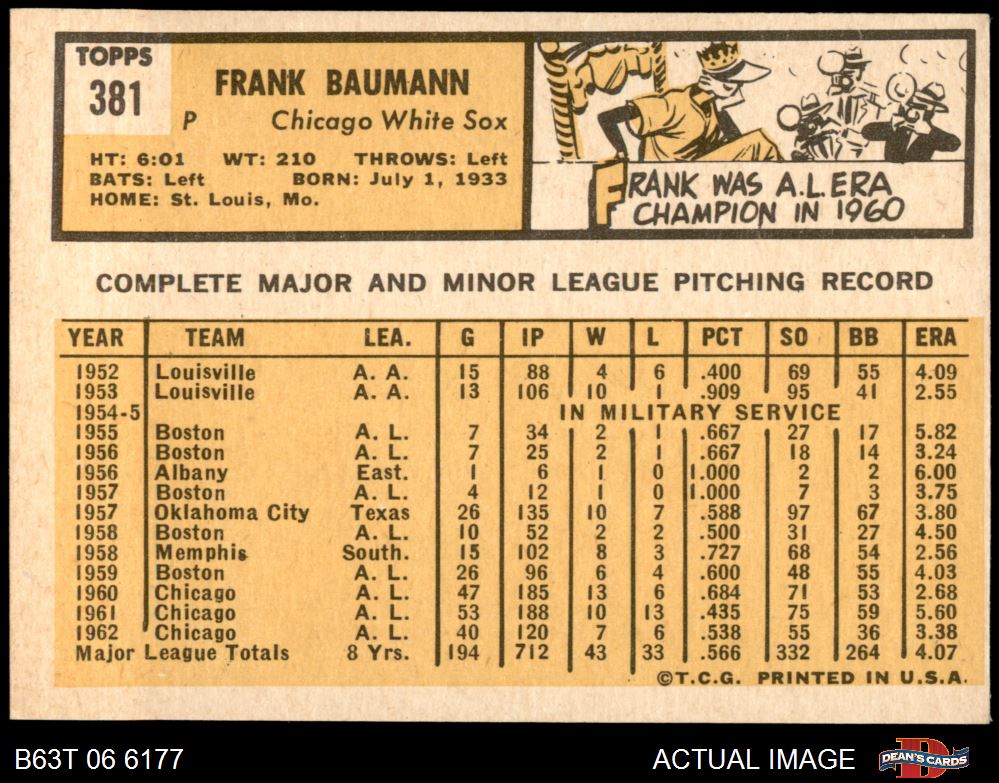 TOPPS
381
FRANK BAUMANN
P Chicago White Sox
HT: 6:01 WT: 210 THROWS: Left
BATS: Left BORN: July 1, 1933
HOME: St. Louis, Mo.
FRANK WAS A.L. ERA
CHAMPION IN 1960
COMPLETE MAJOR AND MINOR LEAGUE PITCHING RECORD
YEAR TEAM LEA. G IP W L PCT SO BB ERA
1952 Louisville A. A. 15 88 4 6 .400 69 55 4.09
1953 Louisville A. A. 13 106 10 1 .909 95 41 2.55
1954-5 IN MILITARY SERVICE
1955 Boston A. L. 7 34 2 1 .667 27 17 5.82
1956 Boston A. L. 7 25 2 1 .667 18 14 3.24
1956 Albany East. 1 6 1 0 1.000 2 2 6.00
1957 Boston A. L. 4 12 1 0 1.000 7 3 3.75
1957 Oklahoma City Texas 26 135 10 7 .588 97 67 3.80
1958 Boston A. L. 10 52 2 2 .500 31 27 4.50
1958 Memphis South. 15 102 8 3 .727 68 54 2.56
1959 Boston A. L. 26 96 6 4 .600 48 55 4.03
1960 Chicago A. L. 47 185 13 6 .684 71 53 2.68
1961 Chicago A. L. 53 188 10 13 .435 75 59 5.60
1962 Chicago A. L. 40 120 7 6 .538 55 36 3.38
Major League Totals 8 Yrs. 194 712 43 33 .566 332 264 4.07
©T.C.G. PRINTED IN U.S.A.
B63T 06 6177 ACTUAL IMAGE DEAN'S CARDS